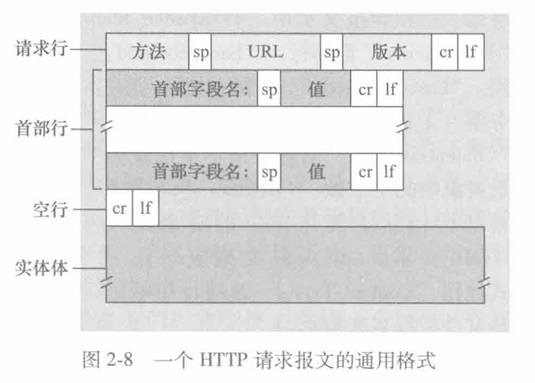 请求行 方法 sp URL sp 版本 cr lf
首部字段名： sp 值 cr lf
首部行
首部字段名： sp 值 cr lf
空行 cr lf
实体体
图 2-8 一个 HTTP 请求报文的通用格式